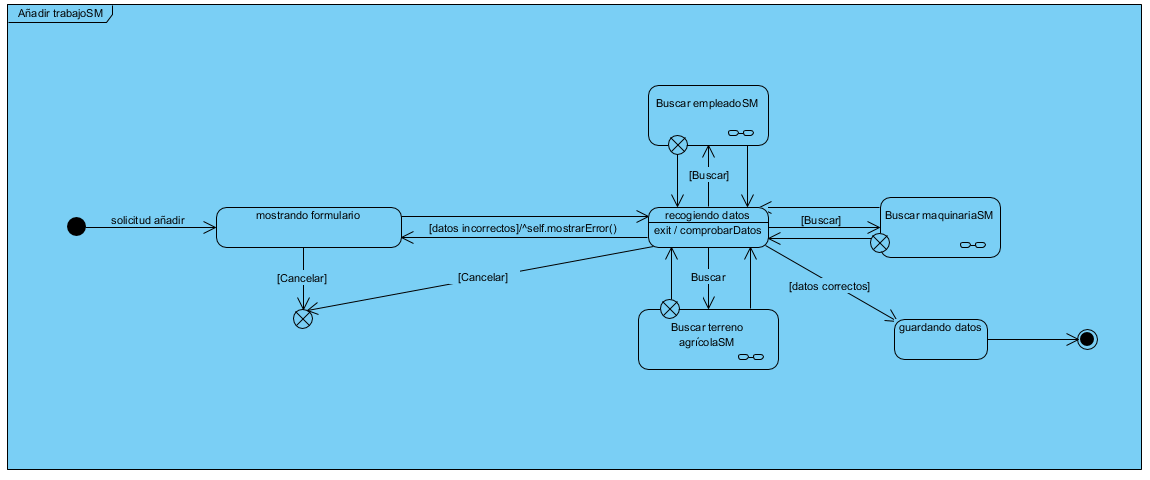 Añadir trabajoSM
Buscar empleadoSM
[Buscar]
solicitud añadir
mostrando formulario
recogiendo datos
exit / comprobarDatos
[datos incorrectos]/^self.mostrarError()
[Buscar]
Buscar maquinariaSM
[Cancelar]
[Cancelar]
Buscar
[datos correctos]
Buscar terreno
agrícolaSM
guardando datos